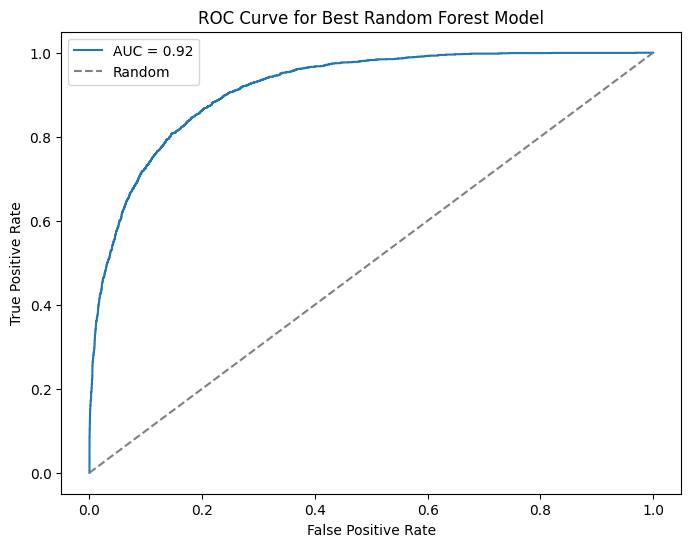 ROC Curve for Best Random Forest Model
AUC = 0.92
Random
True Positive Rate
1.0
0.8
0.6
0.4
0.2
0.0
0.0 0.2 0.4 0.6 0.8 1.0
False Positive Rate